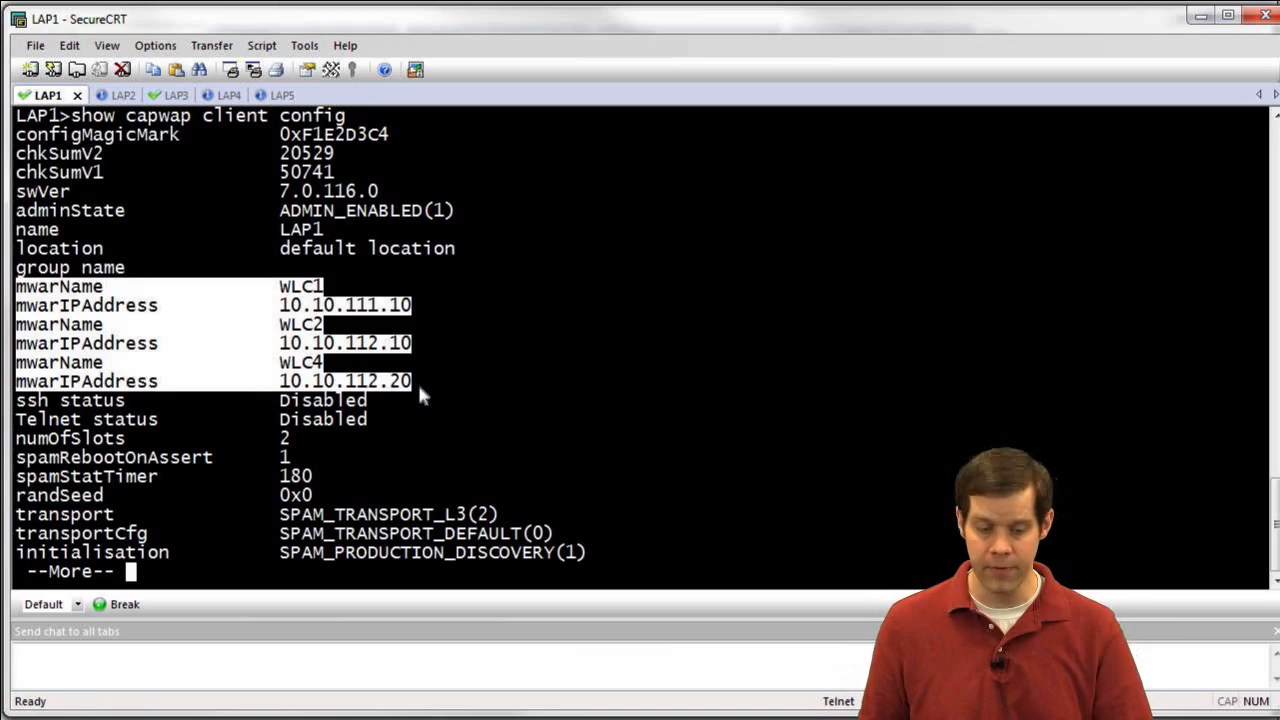 LAP1 - SecureCRT
File Edit View Options Transfer Script Tools Help
LAP1 x LAP2 LAP3 LAP4 LAP5
LAP1>show capwap client config
configMagicMark 0xF1E2D3C4
chkSumV2 20529
chkSumV1 50741
swVer 7.0.116.0
adminState ADMIN_ENABLED(1)
name LAP1
location default location
group name
mwarName WLC1
mwarIPAddress 10.10.111.10
mwarName WLC2
mwarIPAddress 10.10.112.10
mwarName WLC4
mwarIPAddress 10.10.112.20
ssh status Disabled
Telnet status Disabled
numOfSlots 2
spamRebootOnAssert 1
spamStatTimer 180
randSeed 0x0
transport SPAM_TRANSPORT_L3(2)
transportCfg SPAM_TRANSPORT_DEFAULT(0)
initialisation SPAM_PRODUCTION_DISCOVERY(1)
--More--
Default Break
Send chat to all tabs
Ready Telnet CAP NUM